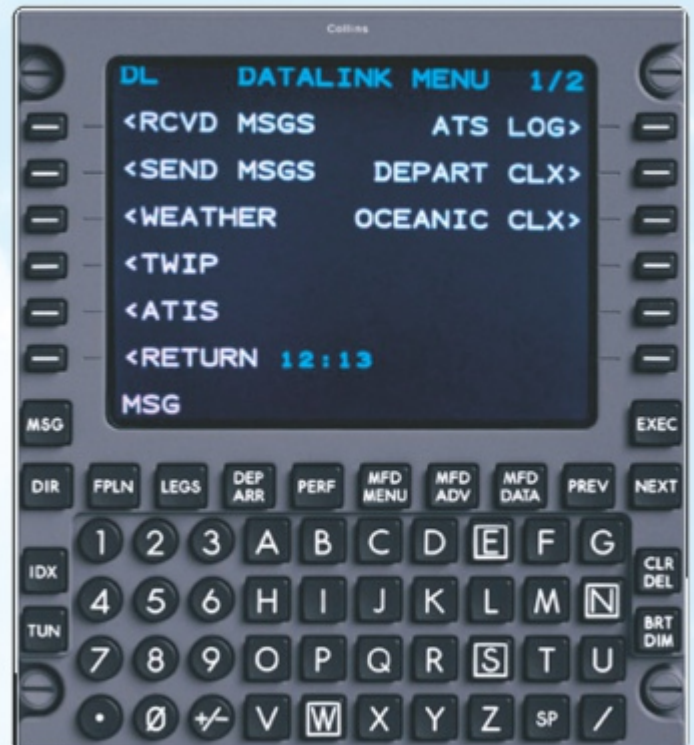 Collins
DL DATALINK MENU 1/2
<RCVD MSGS ATS LOG>
<SEND MSGS DEPART CLX>
<WEATHER OCEANIC CLX>
<TWIP
<ATIS
<RETURN 12:13
MSG
MSG EXEC
DIR FPLN LEGS DEP ARR PERF MFD MENU MFD ADV MFD DATA PREV NEXT
1 2 3 A B C D E F G
IDX CLR DEL
4 5 6 H I J K L M N
TUN BRT DIM
7 8 9 O P Q R S T U
. Ø +/- V W X Y Z SP /